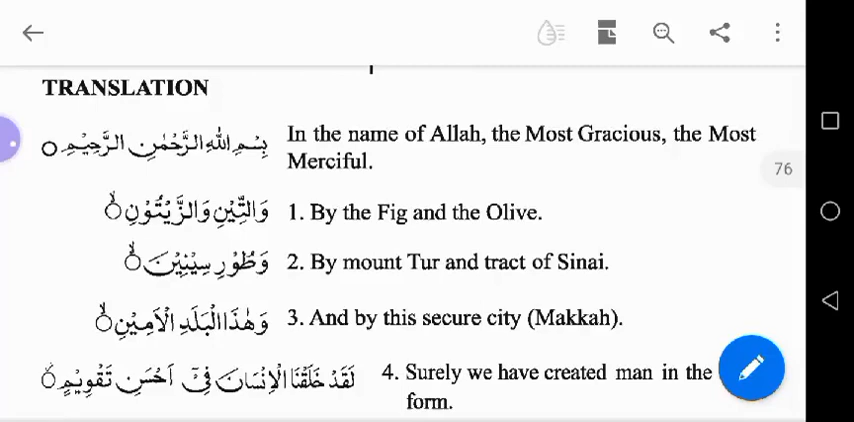 TRANSLATION
بِسْمِ اللهِ الرَّحْمٰنِ الرَّحِيْمِ ○ In the name of Allah, the Most Gracious, the Most
Merciful.
76
وَالتِّيْنِ وَالزَّيْتُوْنِ ۙ 1. By the Fig and the Olive.
وَ طُوْرِ سِيْنِيْنَ ۙ 2. By mount Tur and tract of Sinai.
وَ هٰذَا الْبَلَدِ الْاَمِيْنِ ۙ 3. And by this secure city (Makkah).
لَقَدْ خَلَقْنَا الْاِنْسَانَ فِىْٓ اَحْسَنِ تَقْوِيْمٍ ۙ 4. Surely we have created man in the
form.